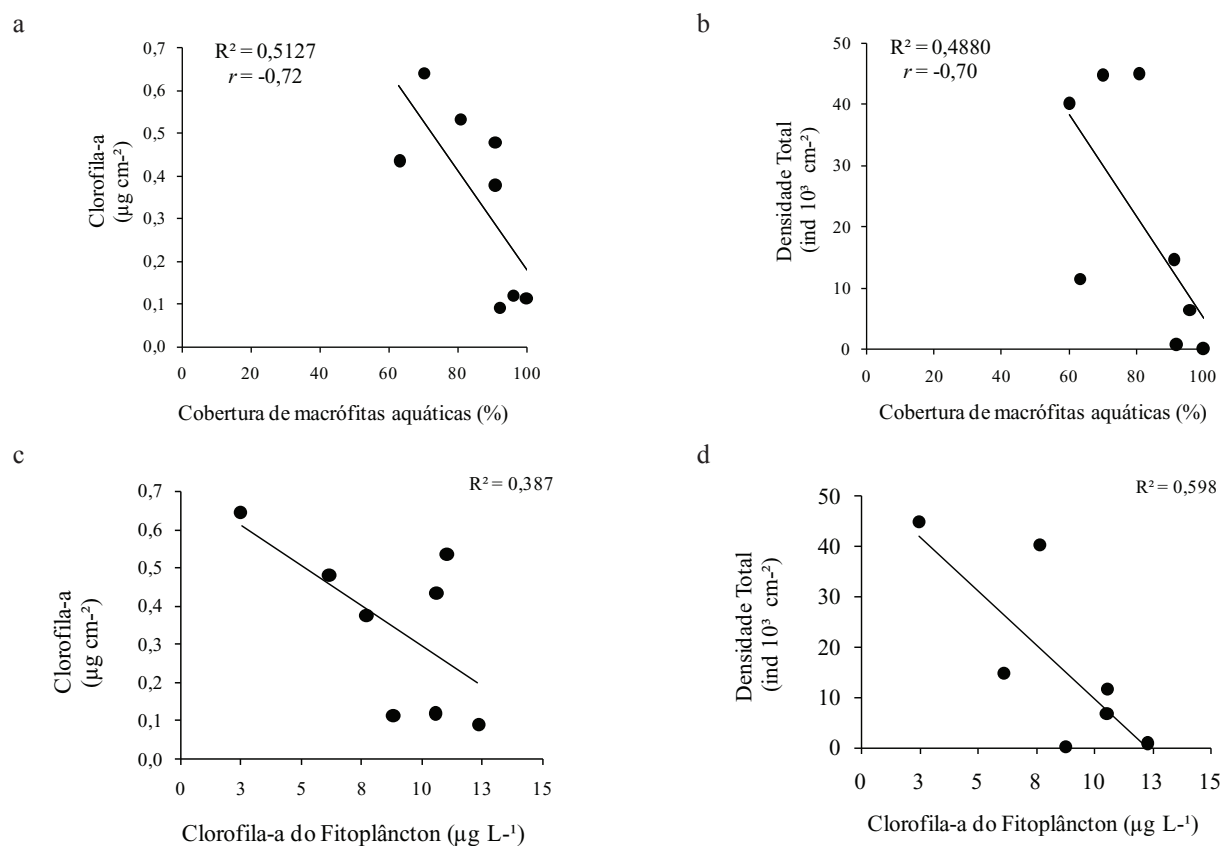 a
R² = 0,5127
r = -0,72
0,7
0,6
0,5
0,4
0,3
0,2
0,1
0,0
Clorofila-a
(µg cm-²)
0 20 40 60 80 100
Cobertura de macrófitas aquáticas (%)
b
R² = 0,4880
r = -0,70
50
40
30
20
10
0
Densidade Total
(ind 10³ cm-²)
0 20 40 60 80 100
Cobertura de macrófitas aquáticas (%)
c
R² = 0,387
0,7
0,6
0,5
0,4
0,3
0,2
0,1
0,0
Clorofila-a
(µg cm-²)
0 3 5 8 10 13 15
Clorofila-a do Fitoplâncton (µg L-¹)
d
R² = 0,598
50
40
30
20
10
0
Densidade Total
(ind 10³ cm-²)
0 3 5 8 10 13 15
Clorofila-a do Fitoplâncton (µg L-¹)